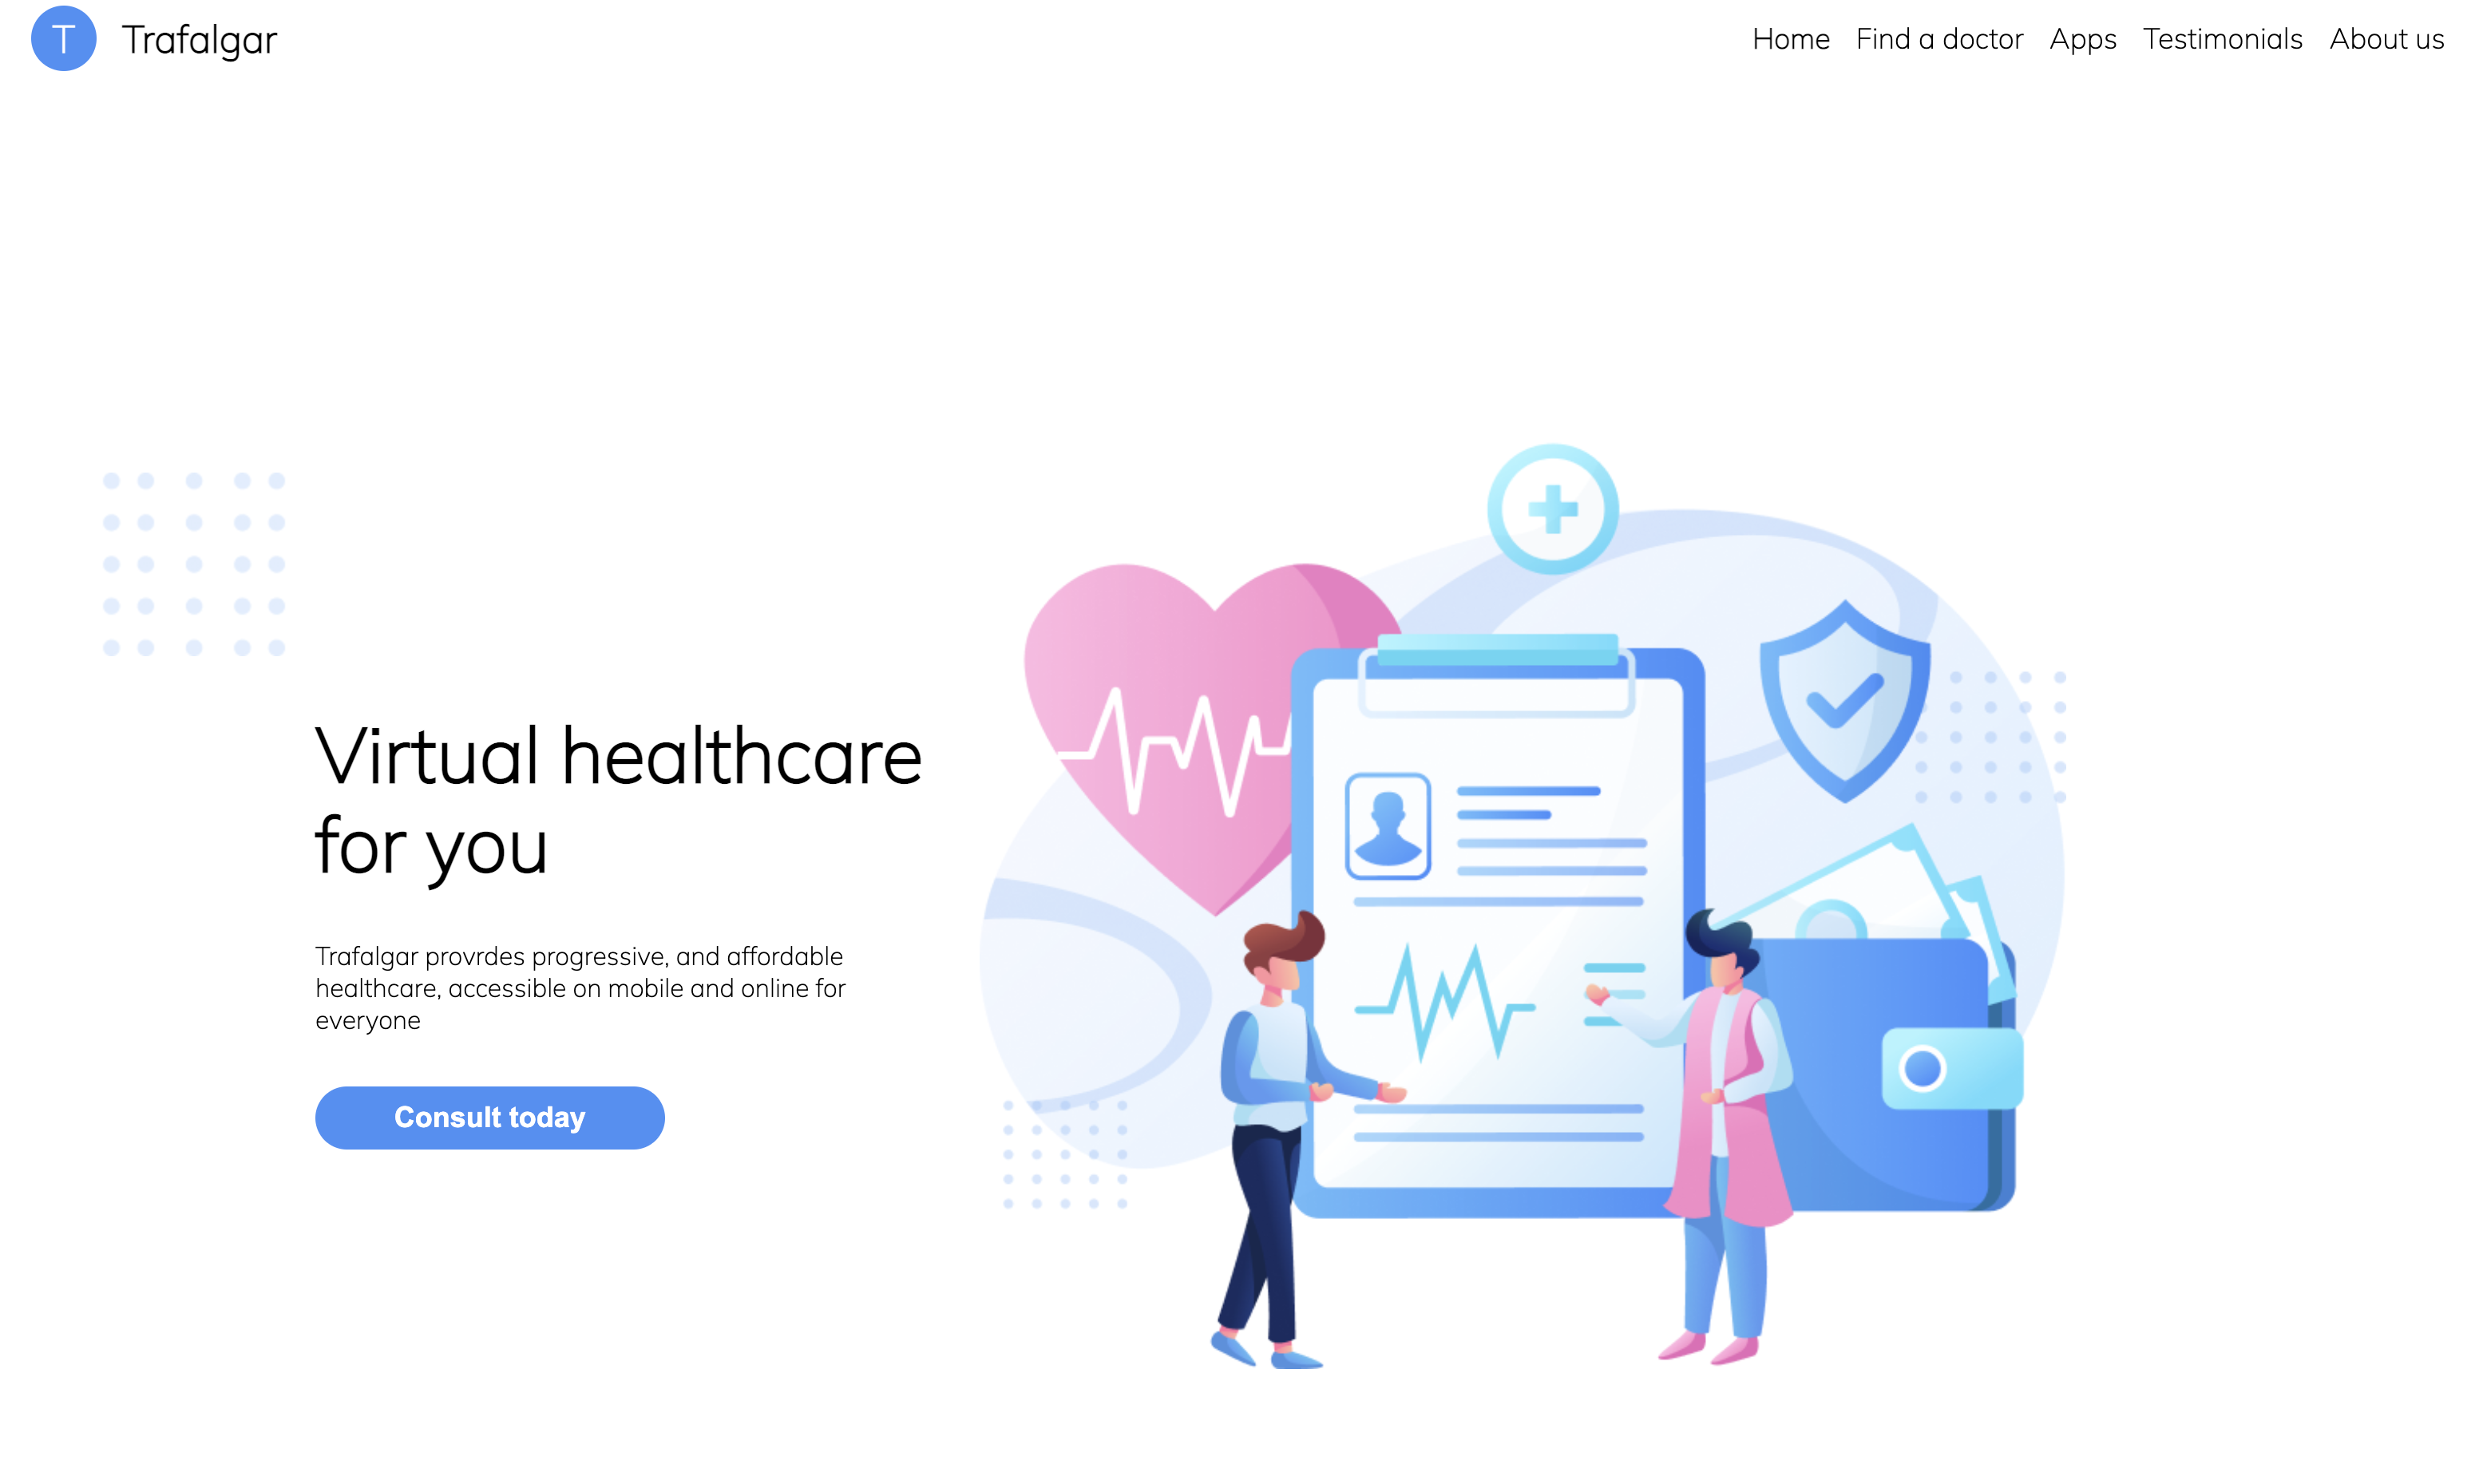 T Trafalgar Home Find a doctor Apps Testimonials About us
Virtual healthcare
for you
Trafalgar provrdes progressive, and affordable
healthcare, accessible on mobile and online for
everyone
Consult today